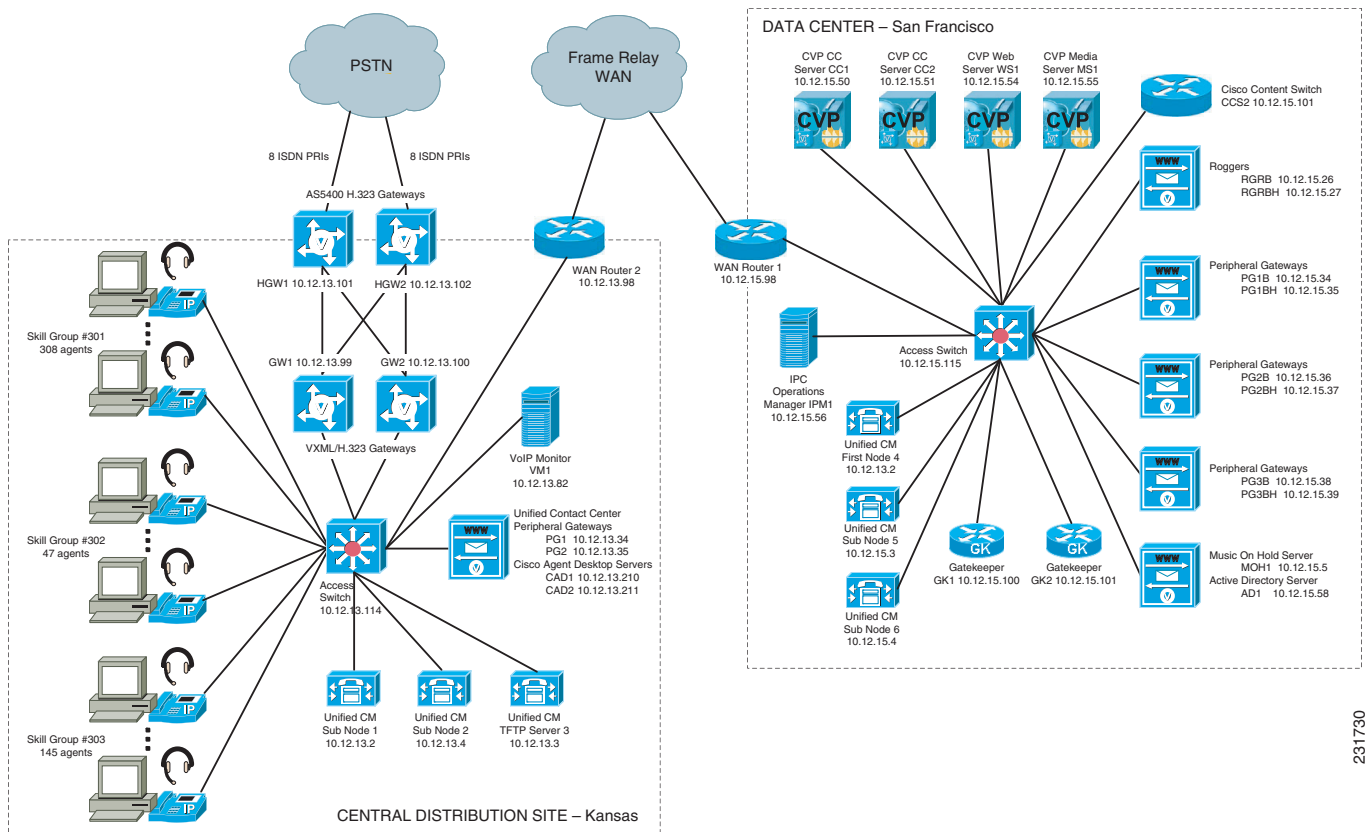 DATA CENTER – San Francisco
PSTN
Frame Relay
WAN
CVP CC
Server CC1
10.12.15.50
CVP CC
Server CC2
10.12.15.51
CVP Web
Server WS1
10.12.15.54
CVP Media
Server MS1
10.12.15.55
CVP
CVP
CVP
CVP
Cisco Content Switch
CCS2 10.12.15.101
8 ISDN PRIs
8 ISDN PRIs
AS5400 H.323 Gateways
V
V
HGW1 10.12.13.101
HGW2 10.12.13.102
WAN Router 2
10.12.13.98
WAN Router 1
10.12.15.98
WWW
V
Roggers
RGRB 10.12.15.26
RGRBH 10.12.15.27
WWW
V
Peripheral Gateways
PG1B 10.12.15.34
PG1BH 10.12.15.35
WWW
V
Peripheral Gateways
PG2B 10.12.15.36
PG2BH 10.12.15.37
WWW
V
Peripheral Gateways
PG3B 10.12.15.38
PG3BH 10.12.15.39
WWW
V
Music On Hold Server
MOH1 10.12.15.5
Active Directory Server
AD1 10.12.15.58
Access Switch
10.12.15.115
IPC
Operations
Manager IPM1
10.12.15.56
Unified CM
First Node 4
10.12.13.2
Unified CM
Sub Node 5
10.12.15.3
Unified CM
Sub Node 6
10.12.15.4
GK
Gatekeeper
GK1 10.12.15.100
GK
Gatekeeper
GK2 10.12.15.101
IP
Skill Group #301
308 agents
IP
IP
Skill Group #302
47 agents
IP
IP
Skill Group #303
145 agents
IP
GW1 10.12.13.99
GW2 10.12.13.100
V
V
VXML/H.323 Gateways
VoIP Monitor
VM1
10.12.13.82
WWW
V
Unified Contact Center
Peripheral Gateways
PG1 10.12.13.34
PG2 10.12.13.35
Cisco Agent Desktop Servers
CAD1 10.12.13.210
CAD2 10.12.13.211
Access
Switch
10.12.13.114
Unified CM
Sub Node 1
10.12.13.2
Unified CM
Sub Node 2
10.12.13.4
Unified CM
TFTP Server 3
10.12.13.3
CENTRAL DISTRIBUTION SITE – Kansas
231730